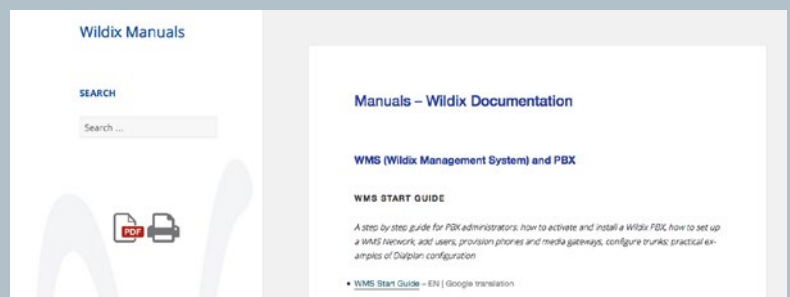 Wildix Manuals
SEARCH
Search ...
PDF
Manuals – Wildix Documentation
WMS (Wildix Management System) and PBX
WMS START GUIDE
A step by step guide for PBX administrators: how to activate and install a Wildix PBX, how to set up
a WMS Network, add users, provision phones and media gateways, configure trunks; practical ex-
amples of Dialplan configuration
• WMS Start Guide – EN | Google translation